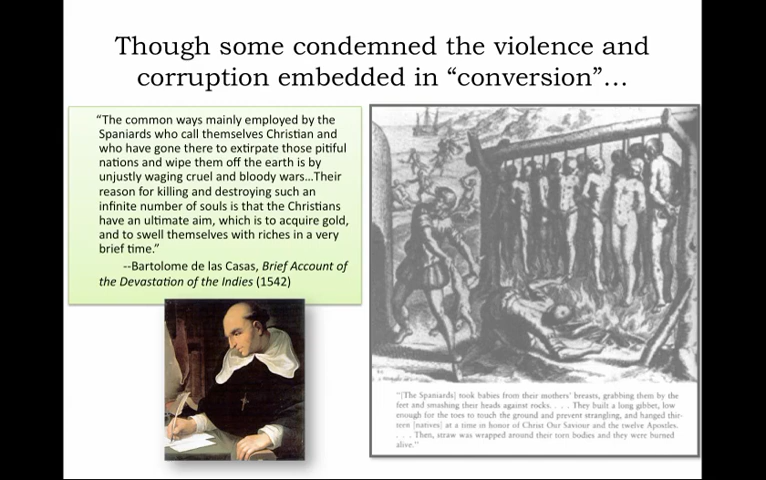 Though some condemned the violence and
corruption embedded in “conversion”…
“The common ways mainly employed by the
Spaniards who call themselves Christian and
who have gone there to extirpate those pitiful
nations and wipe them off the earth is by
unjustly waging cruel and bloody wars…Their
reason for killing and destroying such an
infinite number of souls is that the Christians
have an ultimate aim, which is to acquire gold,
and to swell themselves with riches in a very
brief time.”
--Bartolome de las Casas, Brief Account of
the Devastation of the Indies (1542)
“[The Spaniards] took babies from their mothers' breasts, grabbing them by the
feet and smashing their heads against rocks. . . . They built a long gibbet, low
enough for the toes to touch the ground and prevent strangling, and hanged thir-
teen [natives] at a time in honor of Christ Our Saviour and the twelve Apostles.
. . . Then, straw was wrapped around their torn bodies and they were burned
alive.”